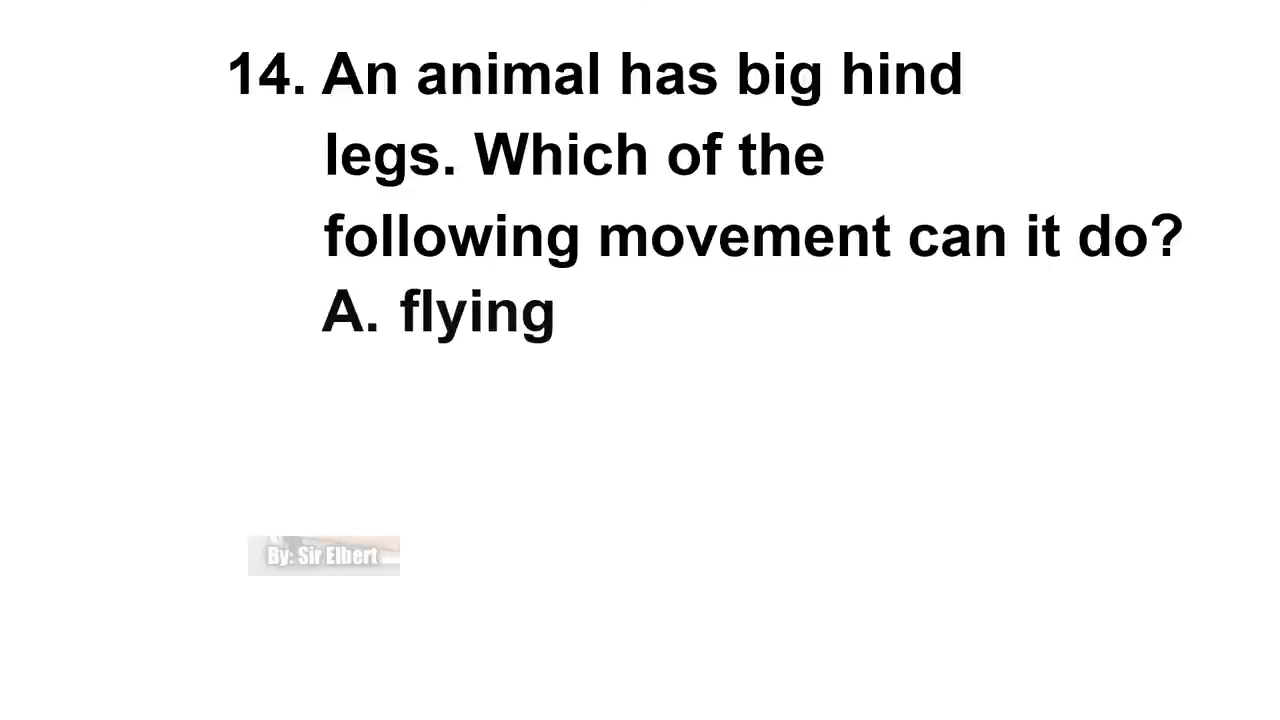 14. An animal has big hind
legs. Which of the
following movement can it do?
A. flying
By: Sir Elbert